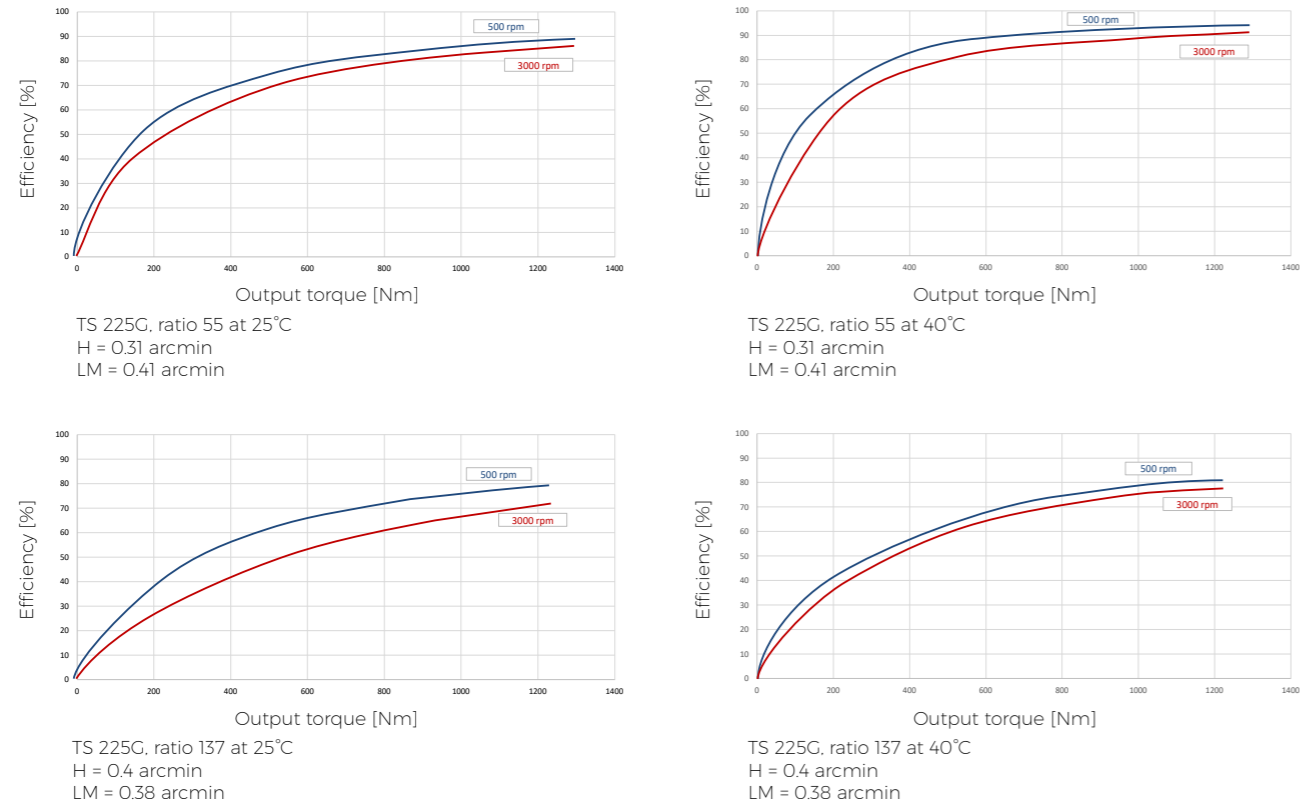 100
90
80
70
60
50
40
30
20
10
0
Efficiency [%]
500 rpm
3000 rpm
0 200 400 600 800 1000 1200 1400
Output torque [Nm]
TS 225G, ratio 55 at 25°C
H = 0.31 arcmin
LM = 0.41 arcmin
100
90
80
70
60
50
40
30
20
10
0
Efficiency [%]
500 rpm
3000 rpm
0 200 400 600 800 1000 1200 1400
Output torque [Nm]
TS 225G, ratio 55 at 40°C
H = 0.31 arcmin
LM = 0.41 arcmin
100
90
80
70
60
50
40
30
20
10
0
Efficiency [%]
500 rpm
3000 rpm
0 200 400 600 800 1000 1200 1400
Output torque [Nm]
TS 225G, ratio 137 at 25°C
H = 0.4 arcmin
LM = 0.38 arcmin
100
90
80
70
60
50
40
30
20
10
0
Efficiency [%]
500 rpm
3000 rpm
0 200 400 600 800 1000 1200 1400
Output torque [Nm]
TS 225G, ratio 137 at 40°C
H = 0.4 arcmin
LM = 0.38 arcmin